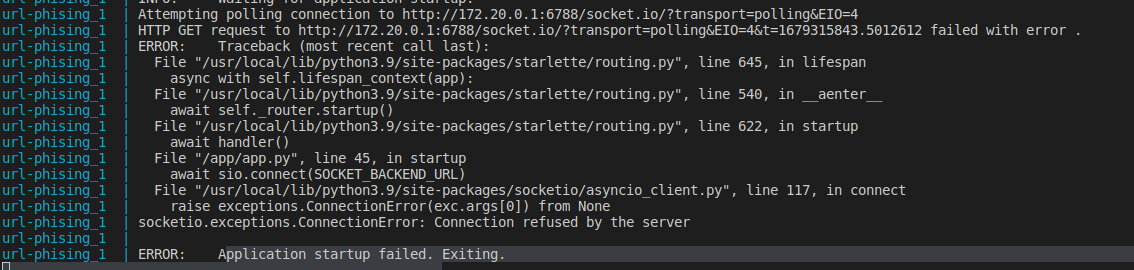 url-phising_1 | INFO: Waiting for application startup.
url-phising_1 | Attempting polling connection to http://172.20.0.1:6788/socket.io/?transport=polling&EIO=4
url-phising_1 | HTTP GET request to http://172.20.0.1:6788/socket.io/?transport=polling&EIO=4&t=1679315843.5012612 failed with error .
url-phising_1 | ERROR:    Traceback (most recent call last):
url-phising_1 |   File "/usr/local/lib/python3.9/site-packages/starlette/routing.py", line 645, in lifespan
url-phising_1 |     async with self.lifespan_context(app):
url-phising_1 |   File "/usr/local/lib/python3.9/site-packages/starlette/routing.py", line 540, in __aenter__
url-phising_1 |     await self._router.startup()
url-phising_1 |   File "/usr/local/lib/python3.9/site-packages/starlette/routing.py", line 622, in startup
url-phising_1 |     await handler()
url-phising_1 |   File "/app/app.py", line 45, in startup
url-phising_1 |     await sio.connect(SOCKET_BACKEND_URL)
url-phising_1 |   File "/usr/local/lib/python3.9/site-packages/socketio/asyncio_client.py", line 117, in connect
url-phising_1 |     raise exceptions.ConnectionError(exc.args[0]) from None
url-phising_1 | socketio.exceptions.ConnectionError: Connection refused by the server
url-phising_1 |
url-phising_1 | ERROR:    Application startup failed. Exiting.